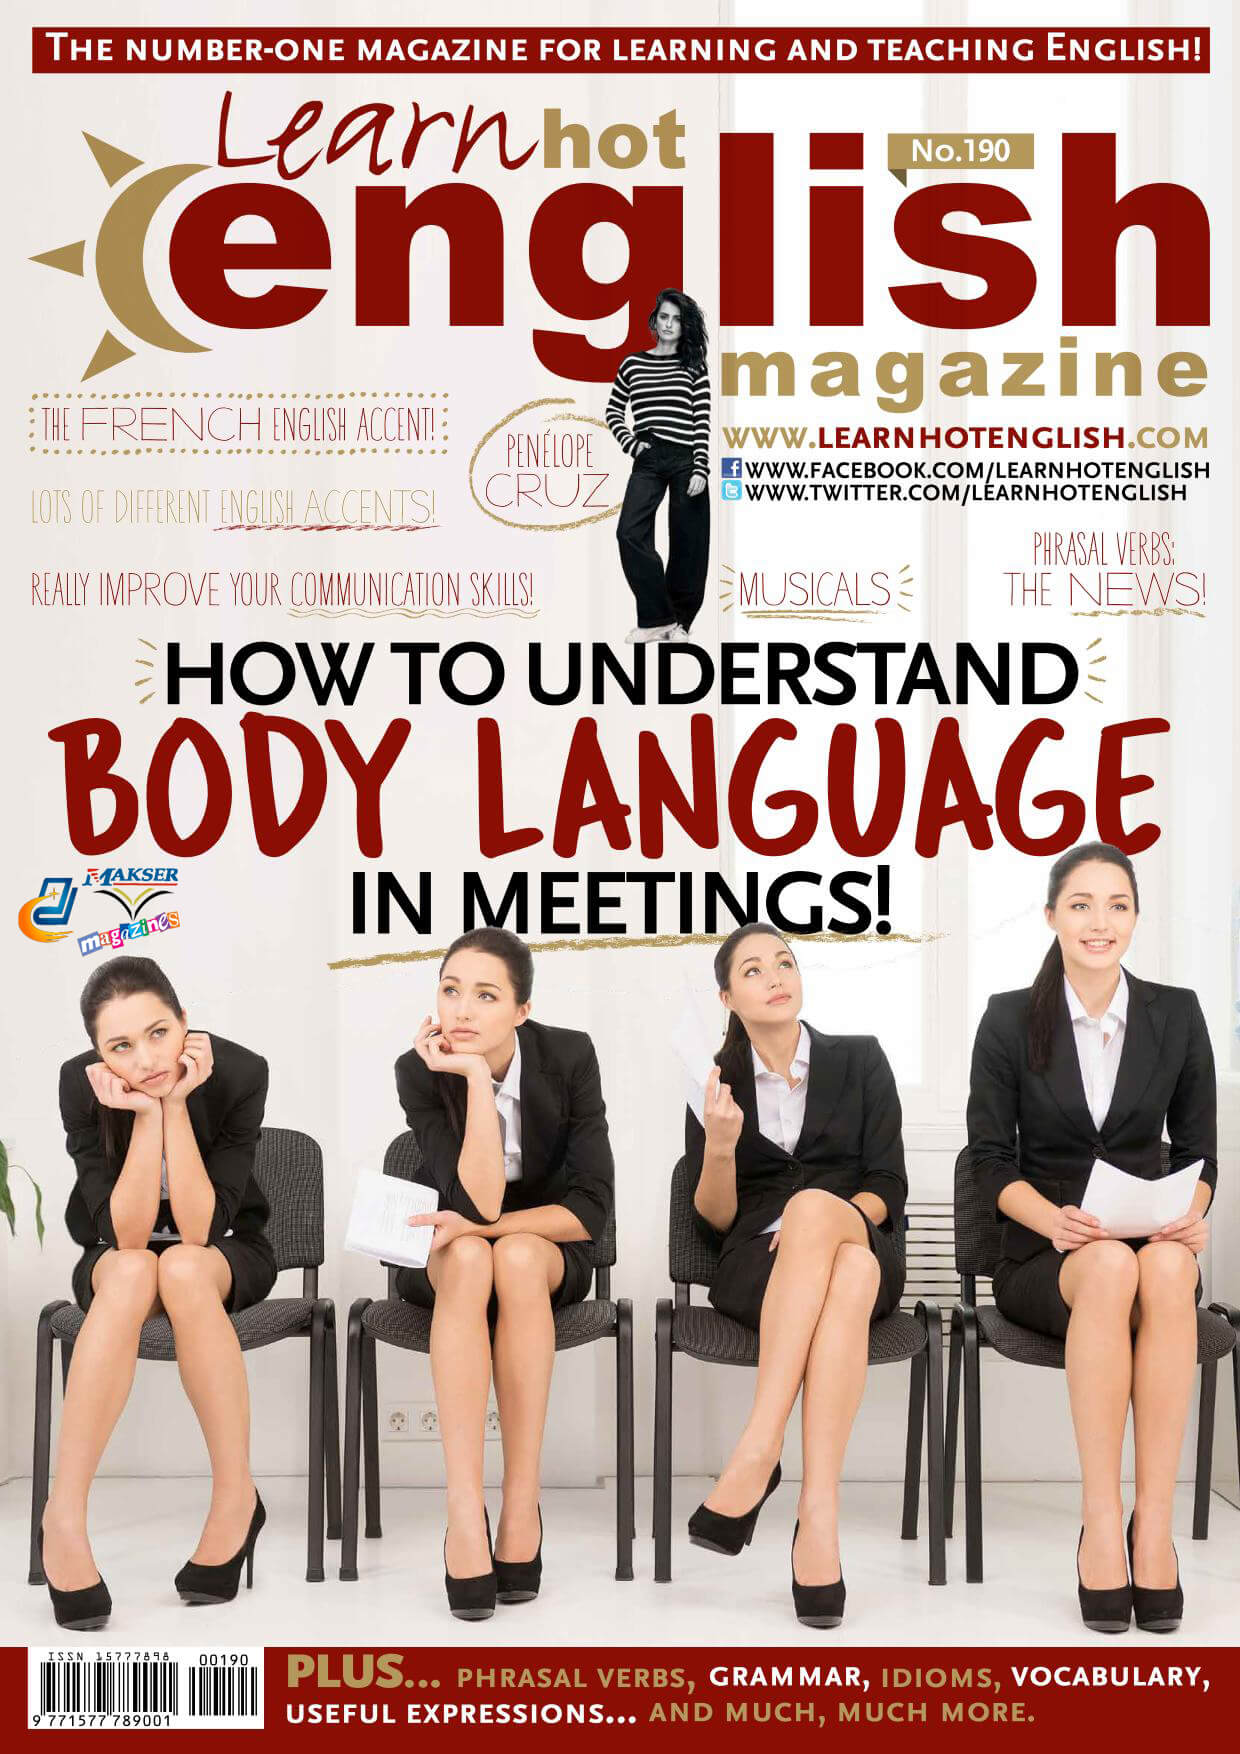 THE NUMBER-ONE MAGAZINE FOR LEARNING AND TEACHING ENGLISH!
Learn hot
No.190
english
magazine
THE FRENCH ENGLISH ACCENT!
LOTS OF DIFFERENT ENGLISH ACCENTS!
REALLY IMPROVE YOUR COMMUNICATION SKILLS!
PENÉLOPE
CRUZ
WWW.LEARNHOTENGLISH.COM
f WWW.FACEBOOK.COM/LEARNHOTENGLISH
WWW.TWITTER.COM/LEARNHOTENGLISH
MUSICALS
PHRASAL VERBS:
THE NEWS!
HOW TO UNDERSTAND
BODY LANGUAGE
IN MEETINGS!
MAKSER
magazines
ISSN 15777898
00190
9 771577 789001
PLUS... PHRASAL VERBS, GRAMMAR, IDIOMS, VOCABULARY,
USEFUL EXPRESSIONS... AND MUCH, MUCH MORE.